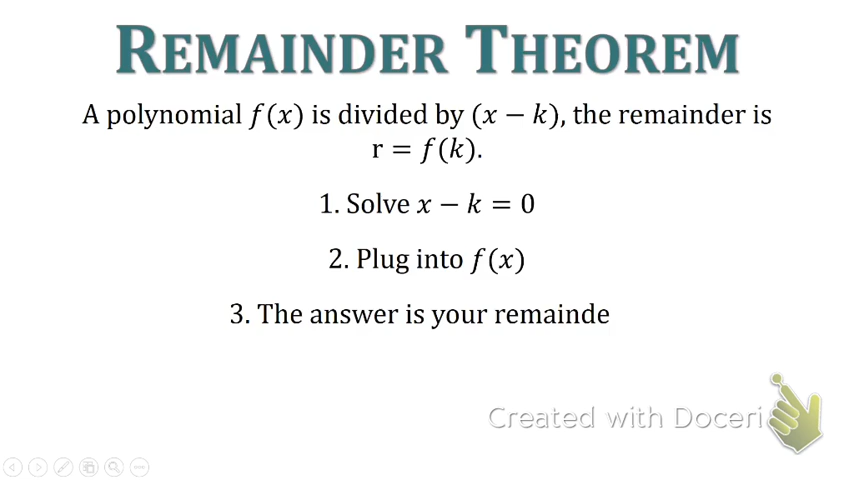 REMAINDER THEOREM
A polynomial f(x) is divided by (x − k), the remainder is
r = f(k).
1. Solve x − k = 0
2. Plug into f(x)
3. The answer is your remainde
Created with Doceri